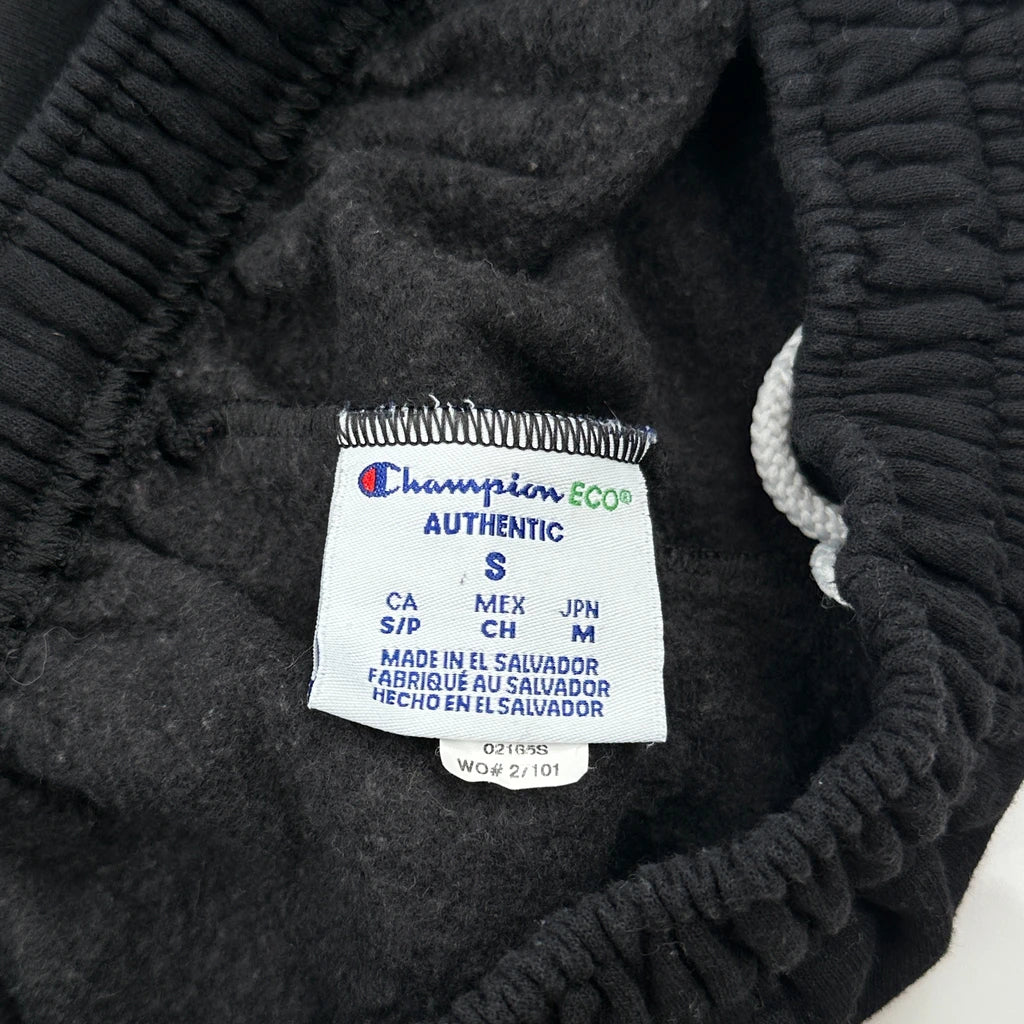 Champion ECO®
AUTHENTIC
S
CA MEX JPN
S/P CH M
MADE IN EL SALVADOR
FABRIQUÉ AU SALVADOR
HECHO EN EL SALVADOR
02165S
WO# 2/101